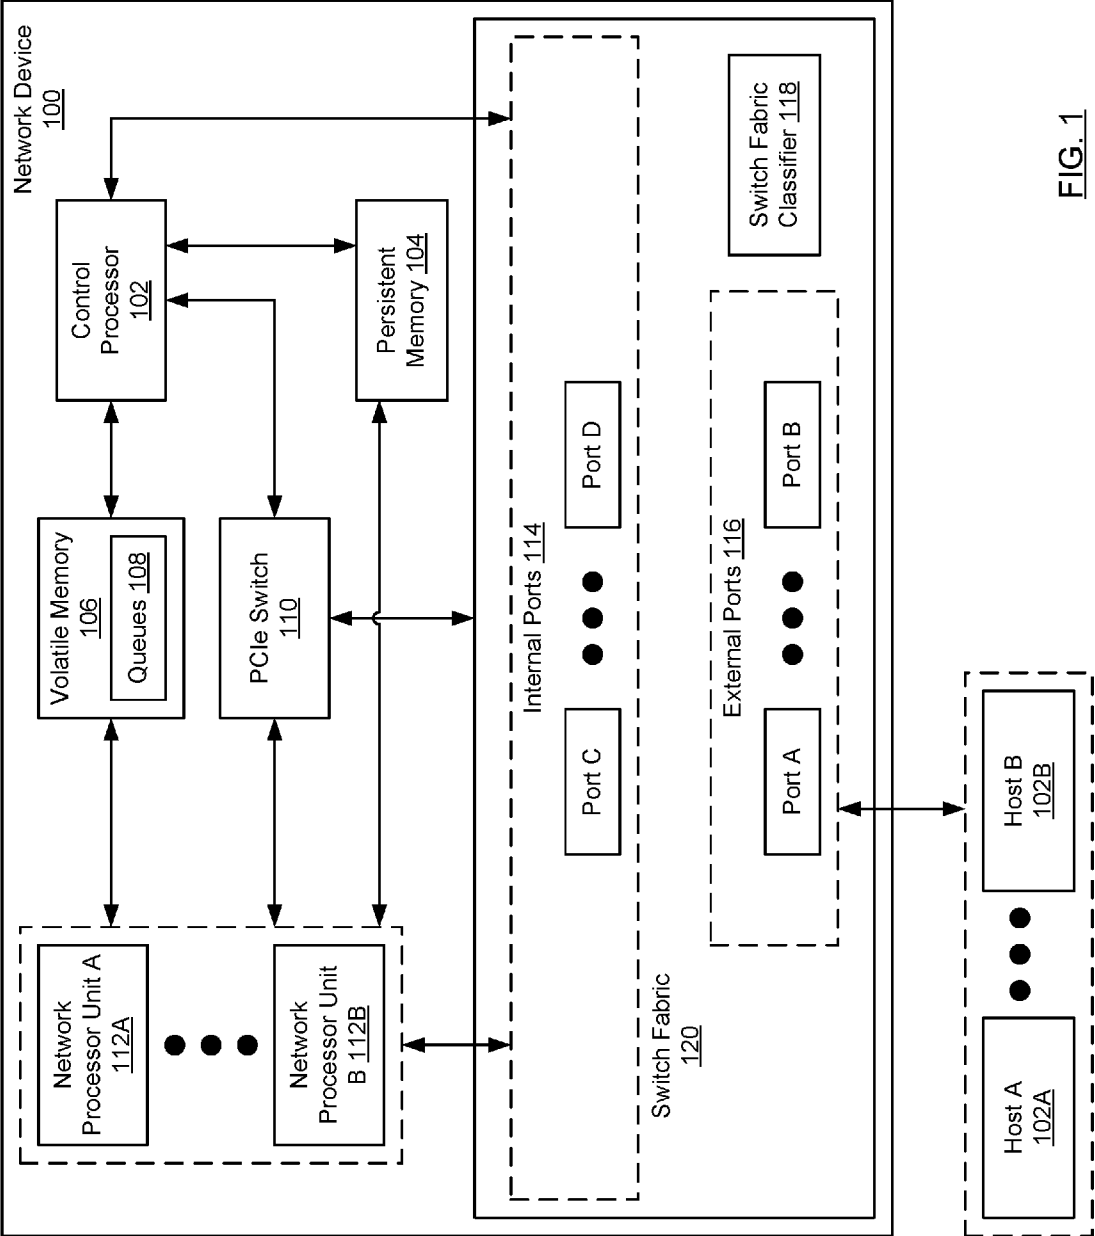 Network Device
100
Network
Processor Unit A
112A
Network
Processor Unit
B 112B
Volatile Memory
106
Queues 108
PCIe Switch
110
Control
Processor
102
Persistent
Memory 104
Internal Ports 114
Port C
Port D
External Ports 116
Port A
Port B
Switch Fabric
Classifier 118
Switch Fabric
120
Host A
102A
Host B
102B
FIG. 1